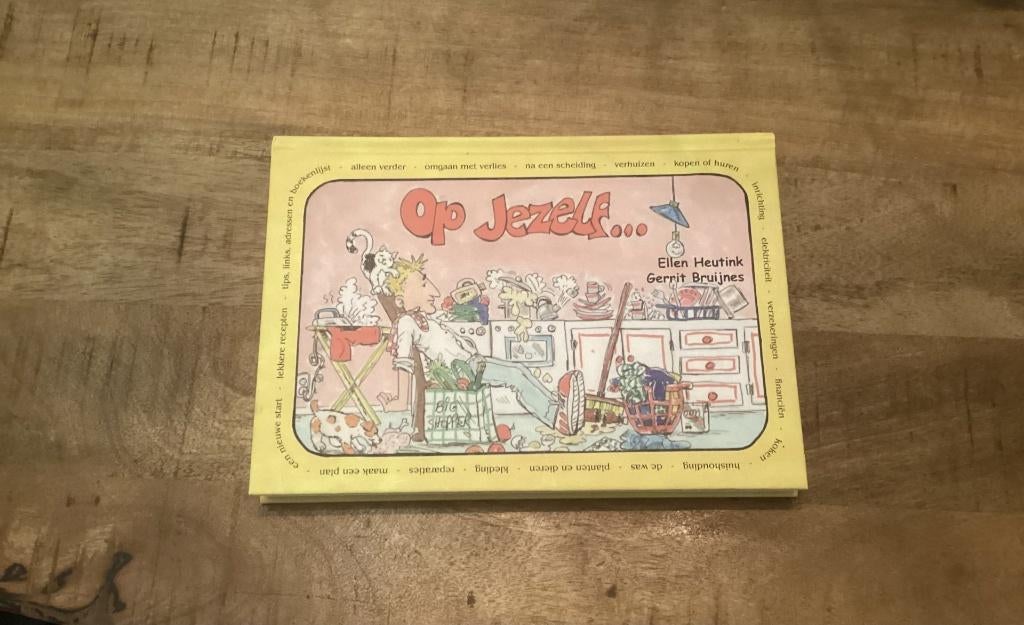 alleen verder - omgaan met verlies - na een scheiding - verhuizen - kopen of huren -
inrichting - elektriciteit - verzekeringen - financiën - koken -
huishouding - de was - planten en dieren - kleding - reparaties - maak een plan -
een nieuwe start - lekkere recepten - tips, links, adressen en boekenlijst -
Op Jezelf...
Ellen Heutink
Gerrit Bruijnes
BIG
SHOPPER